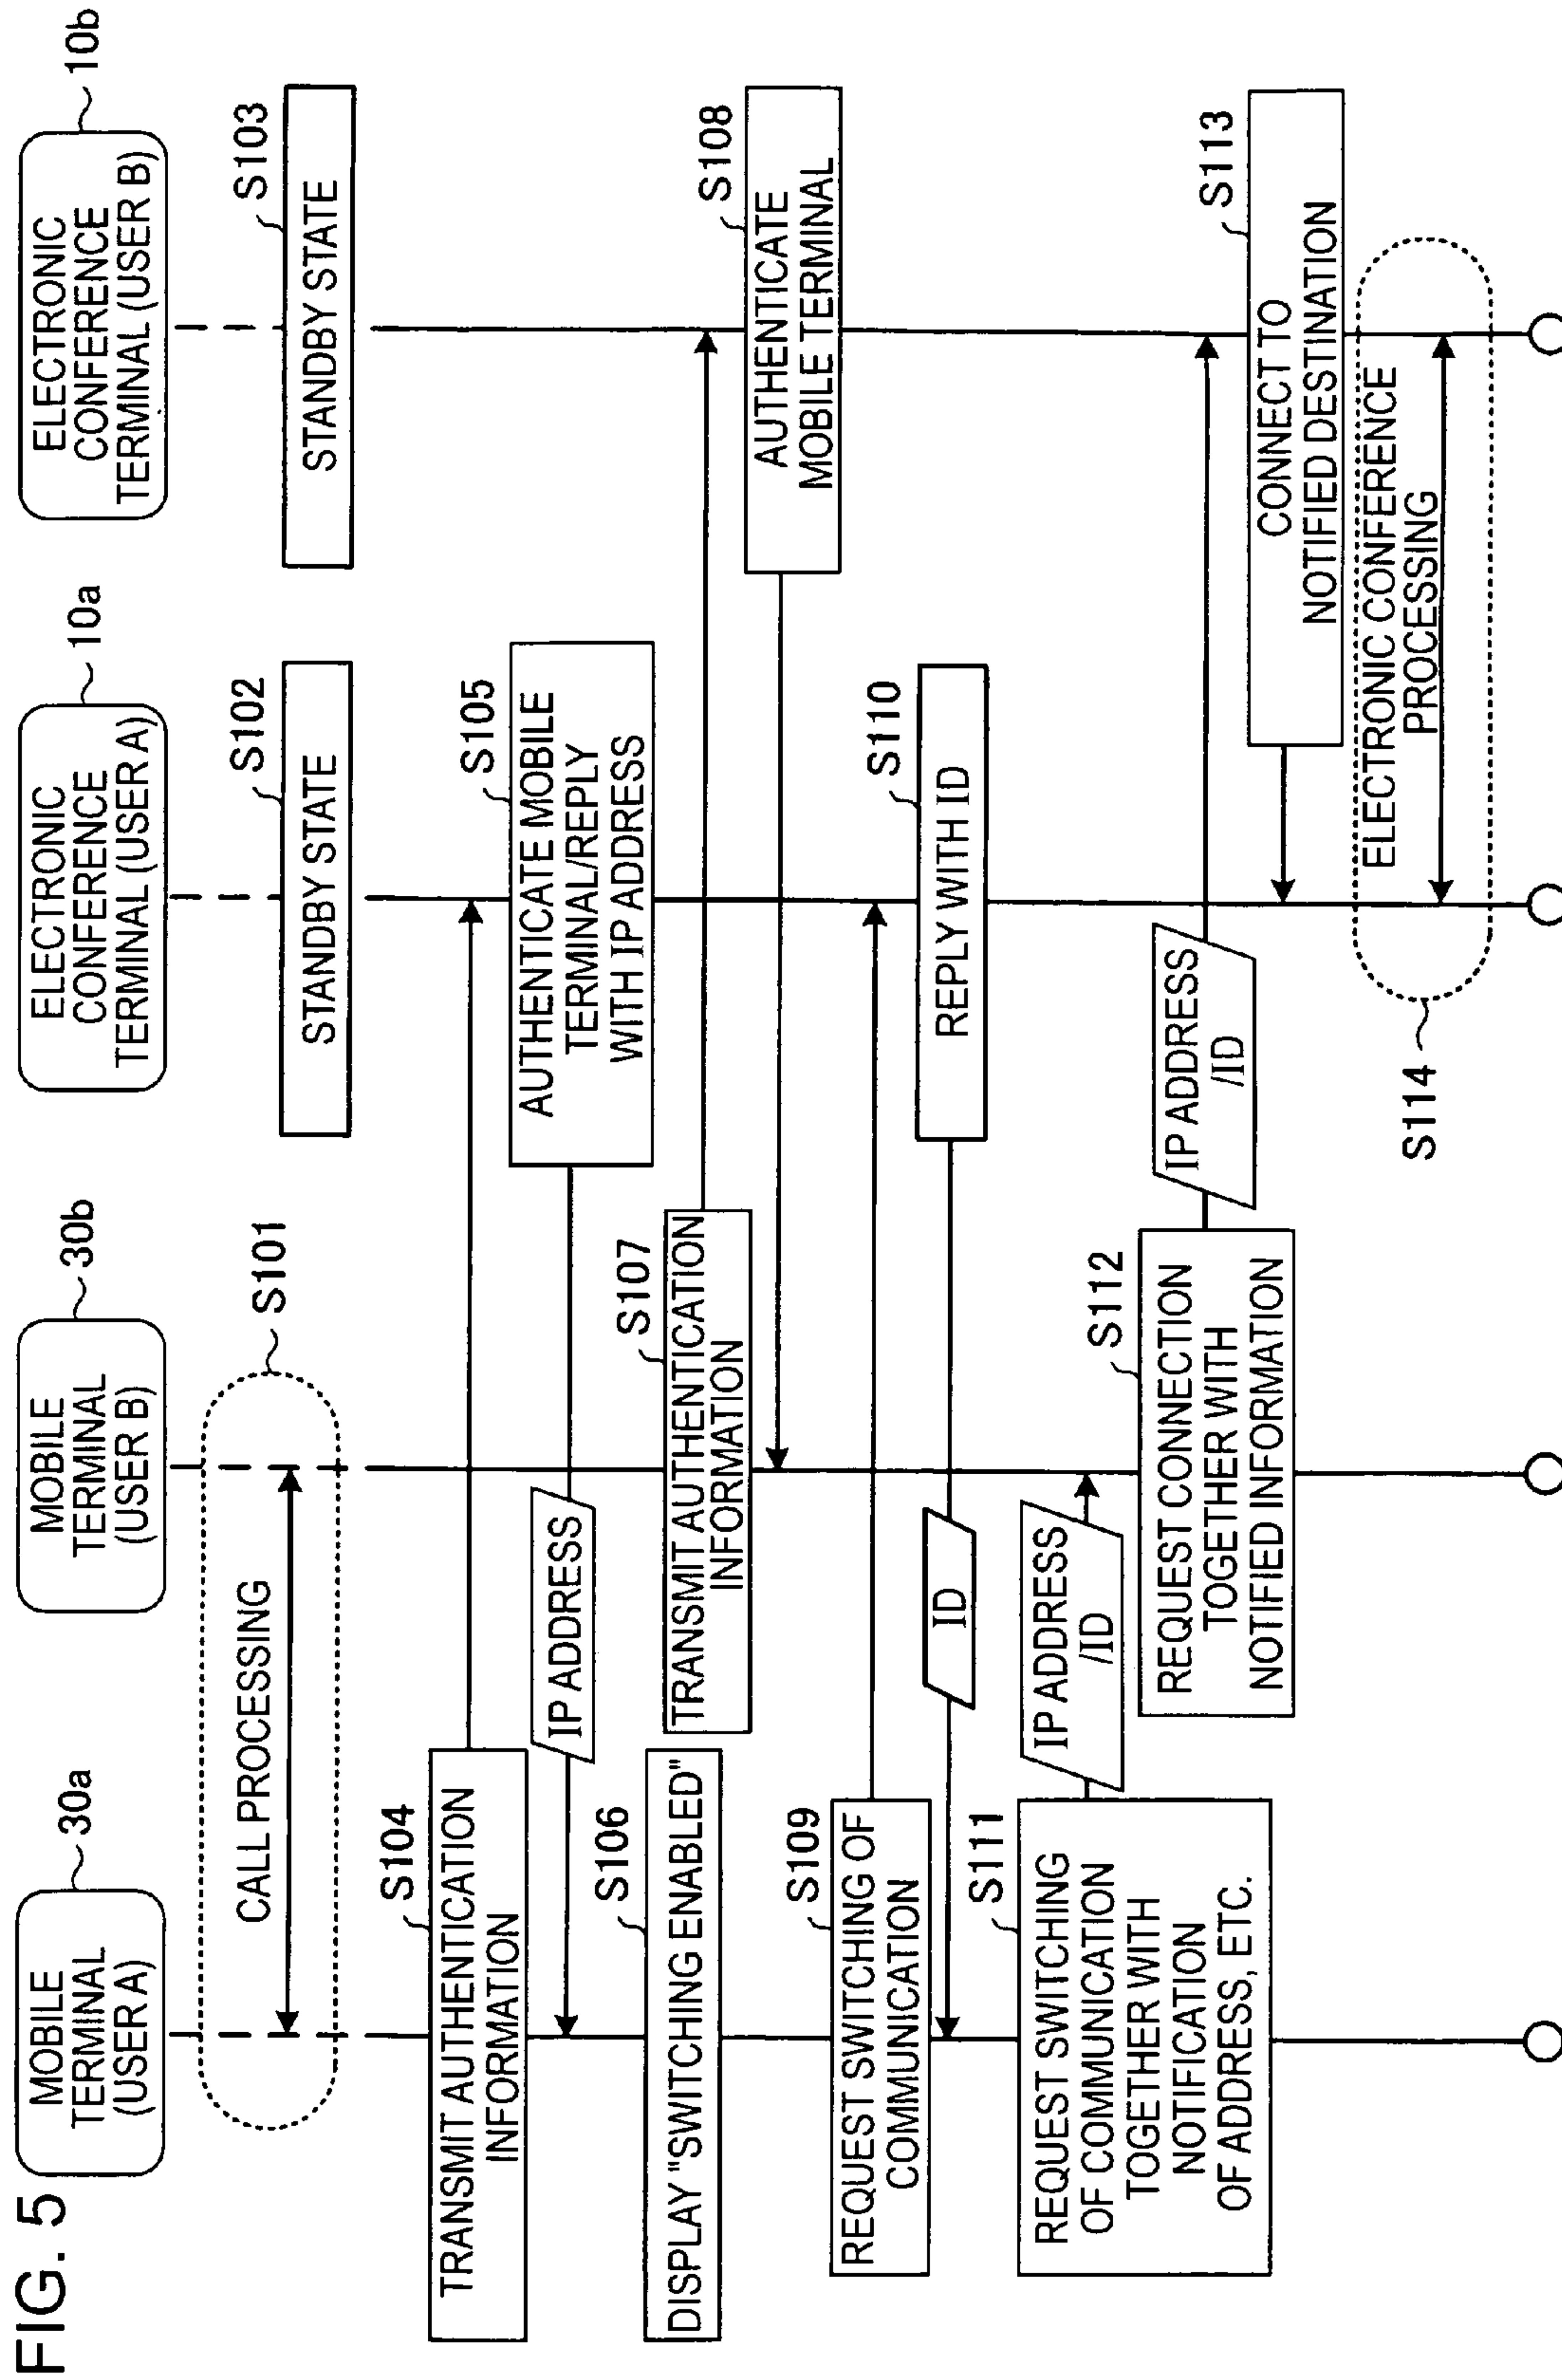 FIG. 5
MOBILE
TERMINAL
(USER A)
30a
MOBILE
TERMINAL
(USER B)
30b
ELECTRONIC
CONFERENCE
TERMINAL (USER A)
10a
ELECTRONIC
CONFERENCE
TERMINAL (USER B)
10b
CALL PROCESSING
S101
STANDBY STATE
S102
STANDBY STATE
S103
S104
TRANSMIT AUTHENTICATION
INFORMATION
S105
AUTHENTICATE MOBILE
TERMINAL/REPLY
WITH IP ADDRESS
IP ADDRESS
S106
DISPLAY "SWITCHING ENABLED"
S107
TRANSMIT AUTHENTICATION
INFORMATION
S108
AUTHENTICATE
MOBILE TERMINAL
S109
REQUEST SWITCHING OF
COMMUNICATION
S110
REPLY WITH ID
ID
S111
REQUEST SWITCHING
OF COMMUNICATION
TOGETHER WITH
NOTIFICATION
OF ADDRESS, ETC.
IP ADDRESS
/ID
S112
REQUEST CONNECTION
TOGETHER WITH
NOTIFIED INFORMATION
IP ADDRESS
/ID
S113
CONNECT TO
NOTIFIED DESTINATION
S114
ELECTRONIC CONFERENCE
PROCESSING